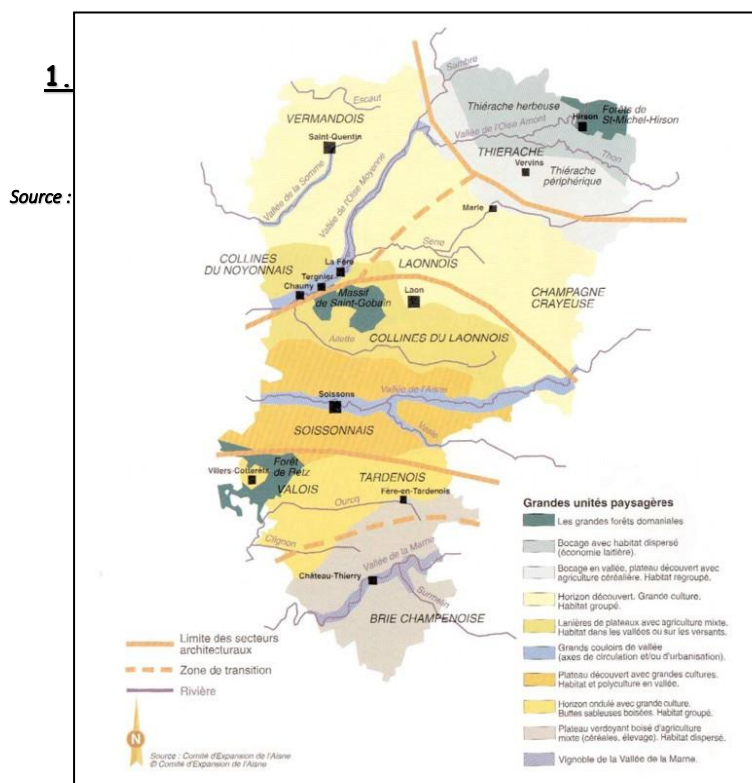 1.
Source :
Sambre
Escaut
Thiérache herbeuse
Forêts de
St-Michel-Hirson
Hirson
VERMANDOIS
Vallée de l'Oise Amont
Saint-Quentin
THIERACHE
Thon
Vervins
Thiérache
périphérique
Vallée de la Somme
Vallée de l'Oise Moyenne
Marle
Serre
COLLINES
DU NOYONNAIS
La Fère
LAONNOIS
Tergnier
Chauny
Massif
de Saint-Gobain
Laon
CHAMPAGNE
CRAYEUSE
COLLINES DU LAONNOIS
Ailette
Vallée de l'Aisne
Soissons
Vesle
SOISSONNAIS
Forêt
de Retz
Villers-Cotterets
TARDENOIS
VALOIS
Fère-en-Tardenois
Ourcq
Clignon
Vallée de la Marne
Château-Thierry
Surmelin
BRIE CHAMPENOISE
Limite des secteurs
architecturaux
Zone de transition
Rivière
N
Source : Comité d'Expansion de l'Aisne
© Comité d'Expansion de l'Aisne
Grandes unités paysagères
Les grandes forêts domaniales
Bocage avec habitat dispersé
(économie laitière).
Bocage en vallée, plateau découvert avec
agriculture céréalière. Habitat regroupé.
Horizon découvert. Grande culture.
Habitat groupé.
Lanières de plateaux avec agriculture mixte.
Habitat dans les vallées ou sur les versants.
Grands couloirs de vallée
(axes de circulation et/ou d'urbanisation).
Plateau découvert avec grandes cultures.
Habitat et polyculture en vallée.
Horizon ondulé avec grande culture.
Buttes sableuses boisées. Habitat groupé.
Plateau verdoyant boisé d'agriculture
mixte (céréales, élevage). Habitat dispersé.
Vignoble de la Vallée de la Marne.